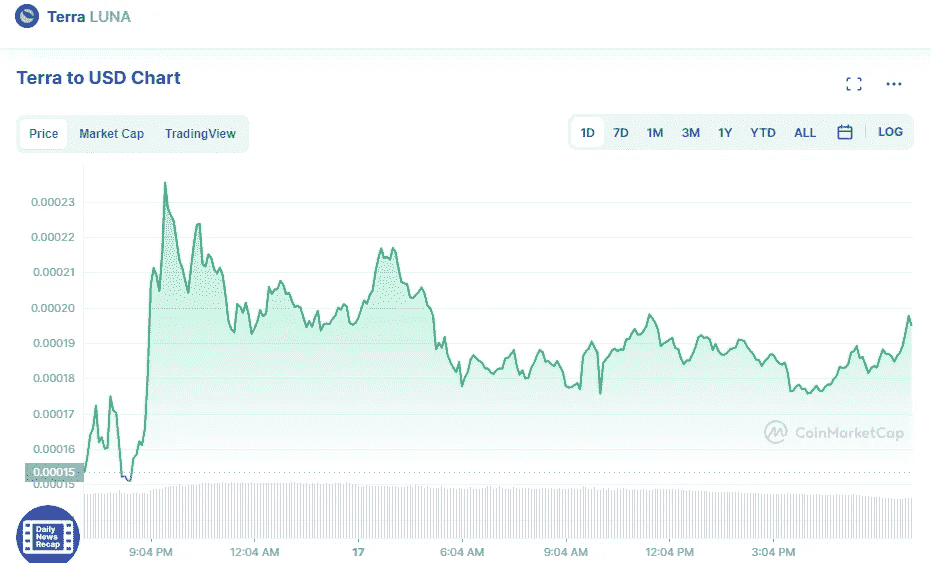 Terra LUNA
Terra to USD Chart
Price Market Cap TradingView
1D 7D 1M 3M 1Y YTD ALL LOG
0.00023
0.00022
0.00021
0.00020
0.00019
0.00018
0.00017
0.00016
0.00015
0.00015
CoinMarketCap
Daily
News
Recap
9:04 PM 12:04 AM 17 6:04 AM 9:04 AM 12:04 PM 3:04 PM